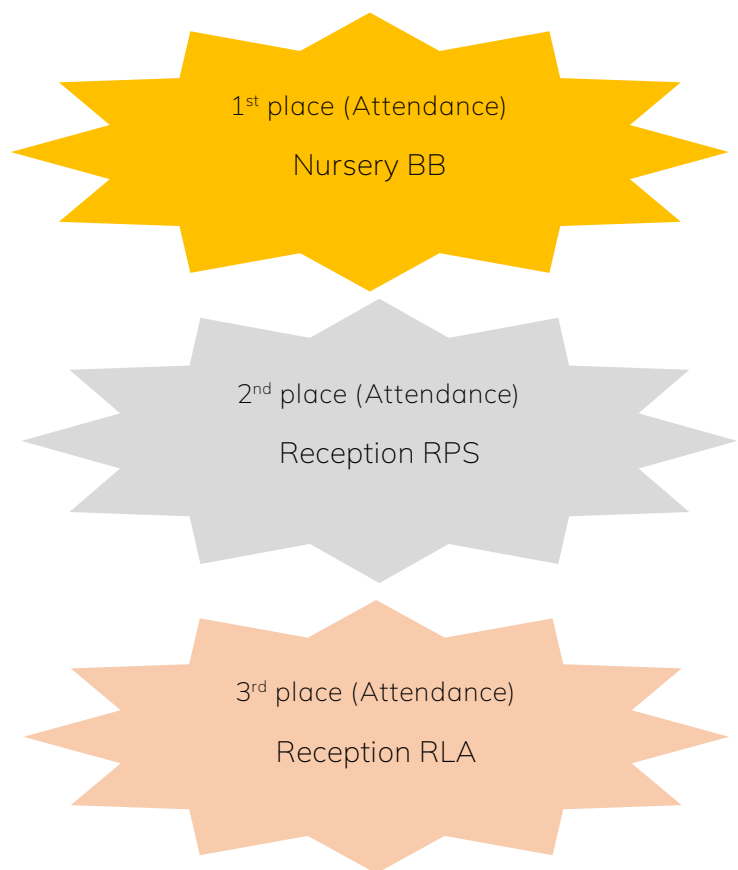 1st place (Attendance)
Nursery BB
2nd place (Attendance)
Reception RPS
3rd place (Attendance)
Reception RLA